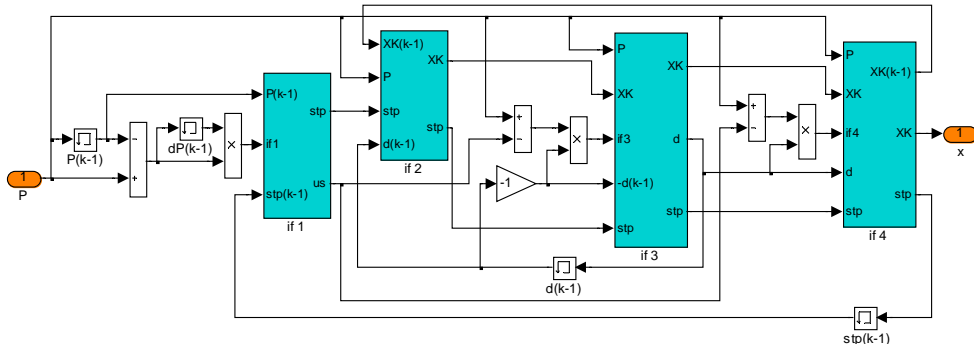 XK(k-1)
P
stp
d(k-1)
XK
stp
if 2
P
XK
if3
-d(k-1)
stp
XK
d
stp
if 3
P
XK
if4
d
stp
XK(k-1)
XK
stp
if 4
P(k-1)
if1
stp(k-1)
stp
us
if 1
1
P
P(k-1)
-
+
dP(k-1)
×
+
-
×
-1
+
-
×
d(k-1)
stp(k-1)
1
x